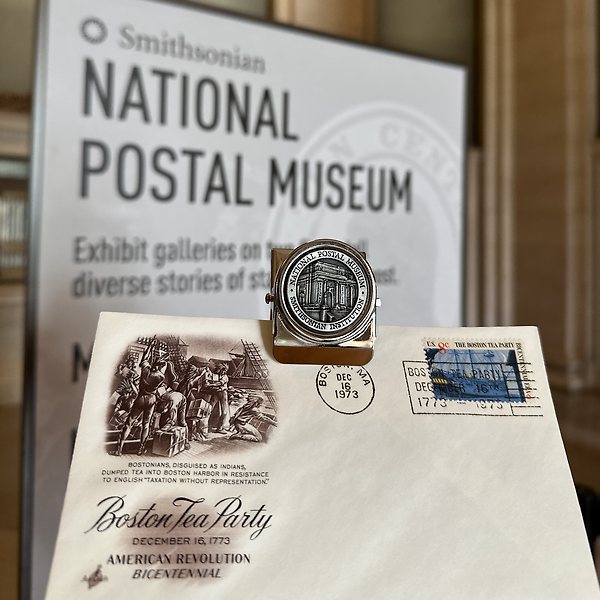 Smithsonian
NATIONAL
POSTAL MUSEUM
Exhibit galleries on
diverse stories of
NATIONAL POSTAL MUSEUM
SMITHSONIAN INSTITUTION
BOSTONIANS, DISGUISED AS INDIANS,
DUMPED TEA INTO BOSTON HARBOR IN RESISTANCE
TO ENGLISH "TAXATION WITHOUT REPRESENTATION."
Boston Tea Party
DECEMBER 16, 1773
AMERICAN REVOLUTION
BICENTENNIAL
DEC
16
1973
MA
U.S. 8c THE BOSTON TEA PARTY
BOSTON TEA PARTY
DECEMBER 16TH
1773 1973